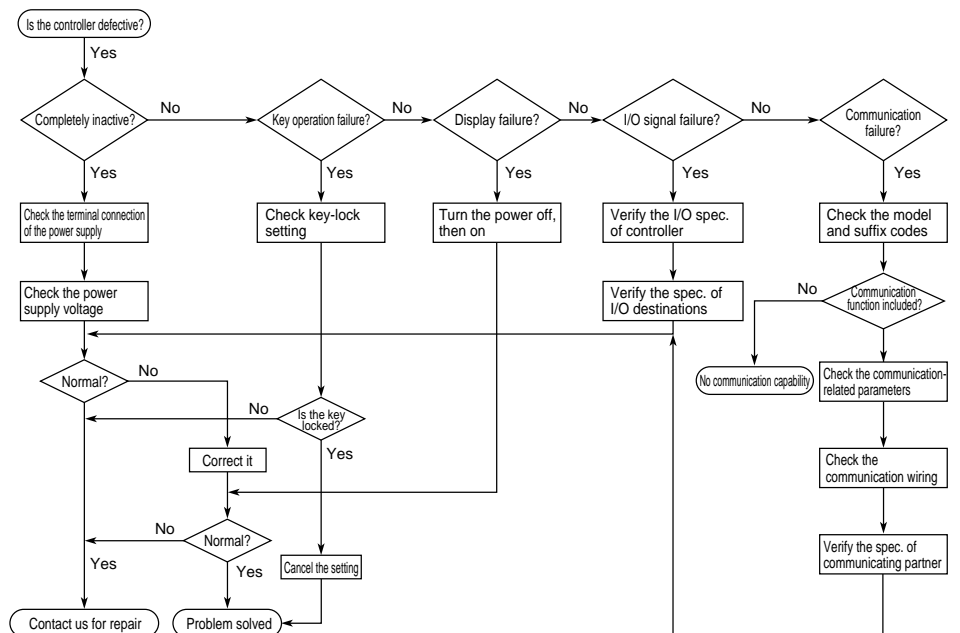 Is the controller defective?
Yes
Completely inactive?
No
Key operation failure?
No
Display failure?
No
I/O signal failure?
No
Communication
failure?
Yes
Yes
Yes
Yes
Yes
Check the terminal connection
of the power supply
Check key-lock
setting
Turn the power off,
then on
Verify the I/O spec.
of controller
Check the model
and suffix codes
Check the power
supply voltage
Verify the spec. of
I/O destinations
No
Communication
function included?
Normal?
No
No communication capability
Check the communication-
related parameters
No
Is the key
locked?
Yes
Correct it
Check the
communication wiring
No
Normal?
Yes
Yes
Cancel the setting
Verify the spec. of
communicating partner
Contact us for repair
Problem solved